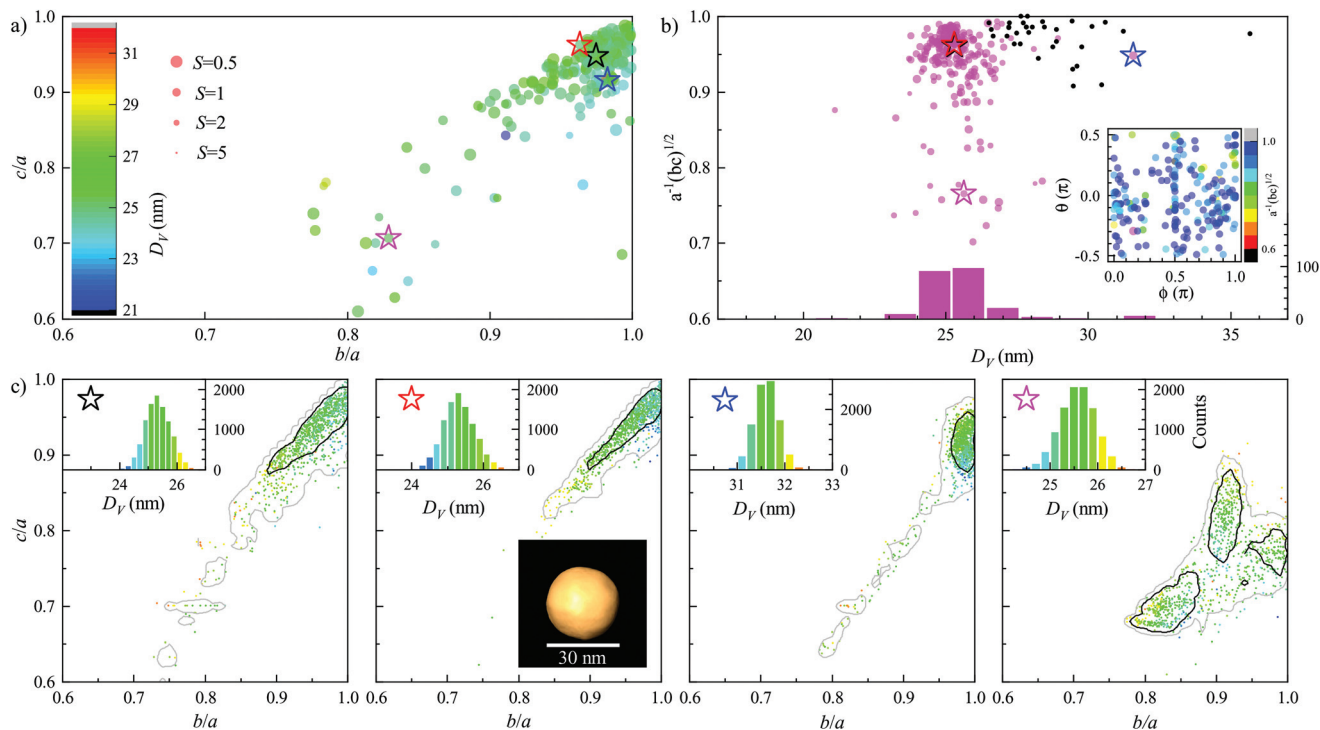 a)
1.0
0.9
0.8
0.7
0.6
c/a
31
29
27
25
23
21
D_V (nm)
S=0.5
S=1
S=2
S=5
0.6 0.7 0.8 0.9 1.0
b/a
b)
1.0
0.9
0.8
0.7
0.6
a⁻¹(bc)^1/2
0.5
0.0
-0.5
θ (π)
0.0 0.5 1.0
ϕ (π)
1.0
a⁻¹(bc)^1/2
0.6
100
0
20 25 30 35
D_V (nm)
c)
1.0
0.9
0.8
0.7
0.6
c/a
2000
1000
0
24 26
D_V (nm)
0.6 0.7 0.8 0.9 1.0
b/a
2000
1000
0
24 26
D_V (nm)
30 nm
0.6 0.7 0.8 0.9 1.0
b/a
2000
0
31 32 33
D_V (nm)
0.6 0.7 0.8 0.9 1.0
b/a
2000
1000
0
Counts
25 26 27
D_V (nm)
0.6 0.7 0.8 0.9 1.0
b/a